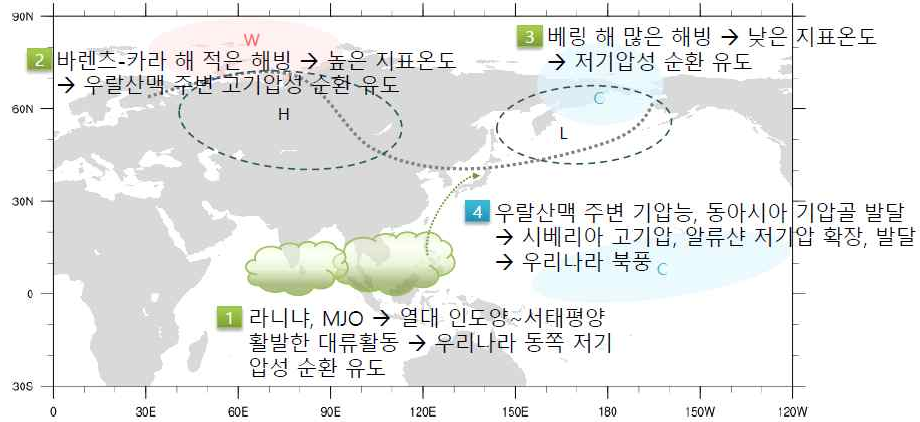 90N
60N
30N
0
30S
0
30E
60E
90E
120E
150E
180
150W
120W
W
2 바렌츠-카라 해 적은 해빙 → 높은 지표온도
→ 우랄산맥 주변 고기압성 순환 유도
H
3 베링 해 많은 해빙 → 낮은 지표온도
→ 저기압성 순환 유도
C
L
4 우랄산맥 주변 기압능, 동아시아 기압골 발달
→ 시베리아 고기압, 알류샨 저기압 확장, 발달
→ 우리나라 북풍
C
1 라니냐, MJO → 열대 인도양~서태평양
활발한 대류활동 → 우리나라 동쪽 저기
압성 순환 유도